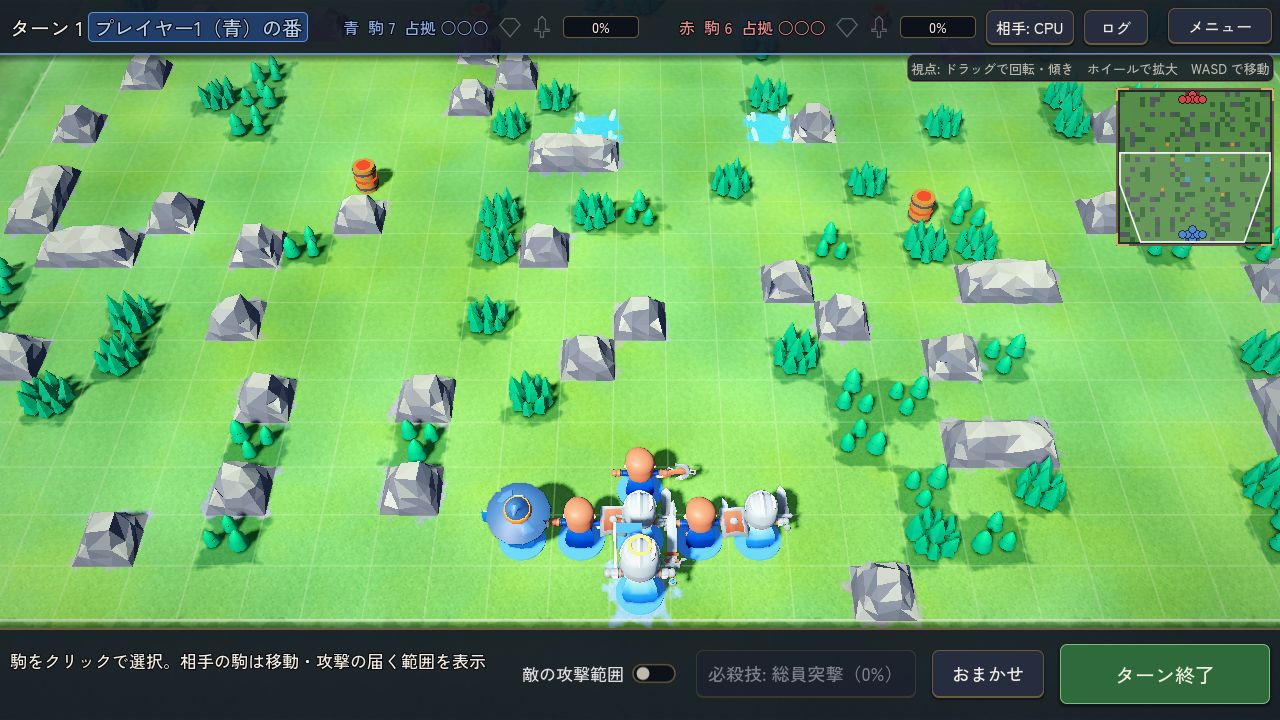 ターン 1 プレイヤー1（青）の番 青 駒 7 占拠 〇〇〇 0% 赤 駒 6 占拠 〇〇〇 0% 相手: CPU ログ メニュー
視点: ドラッグで回転・傾き ホイールで拡大 WASD で移動
駒をクリックで選択。相手の駒は移動・攻撃の届く範囲を表示 敵の攻撃範囲 必殺技: 総員突撃（0%） おまかせ ターン終了